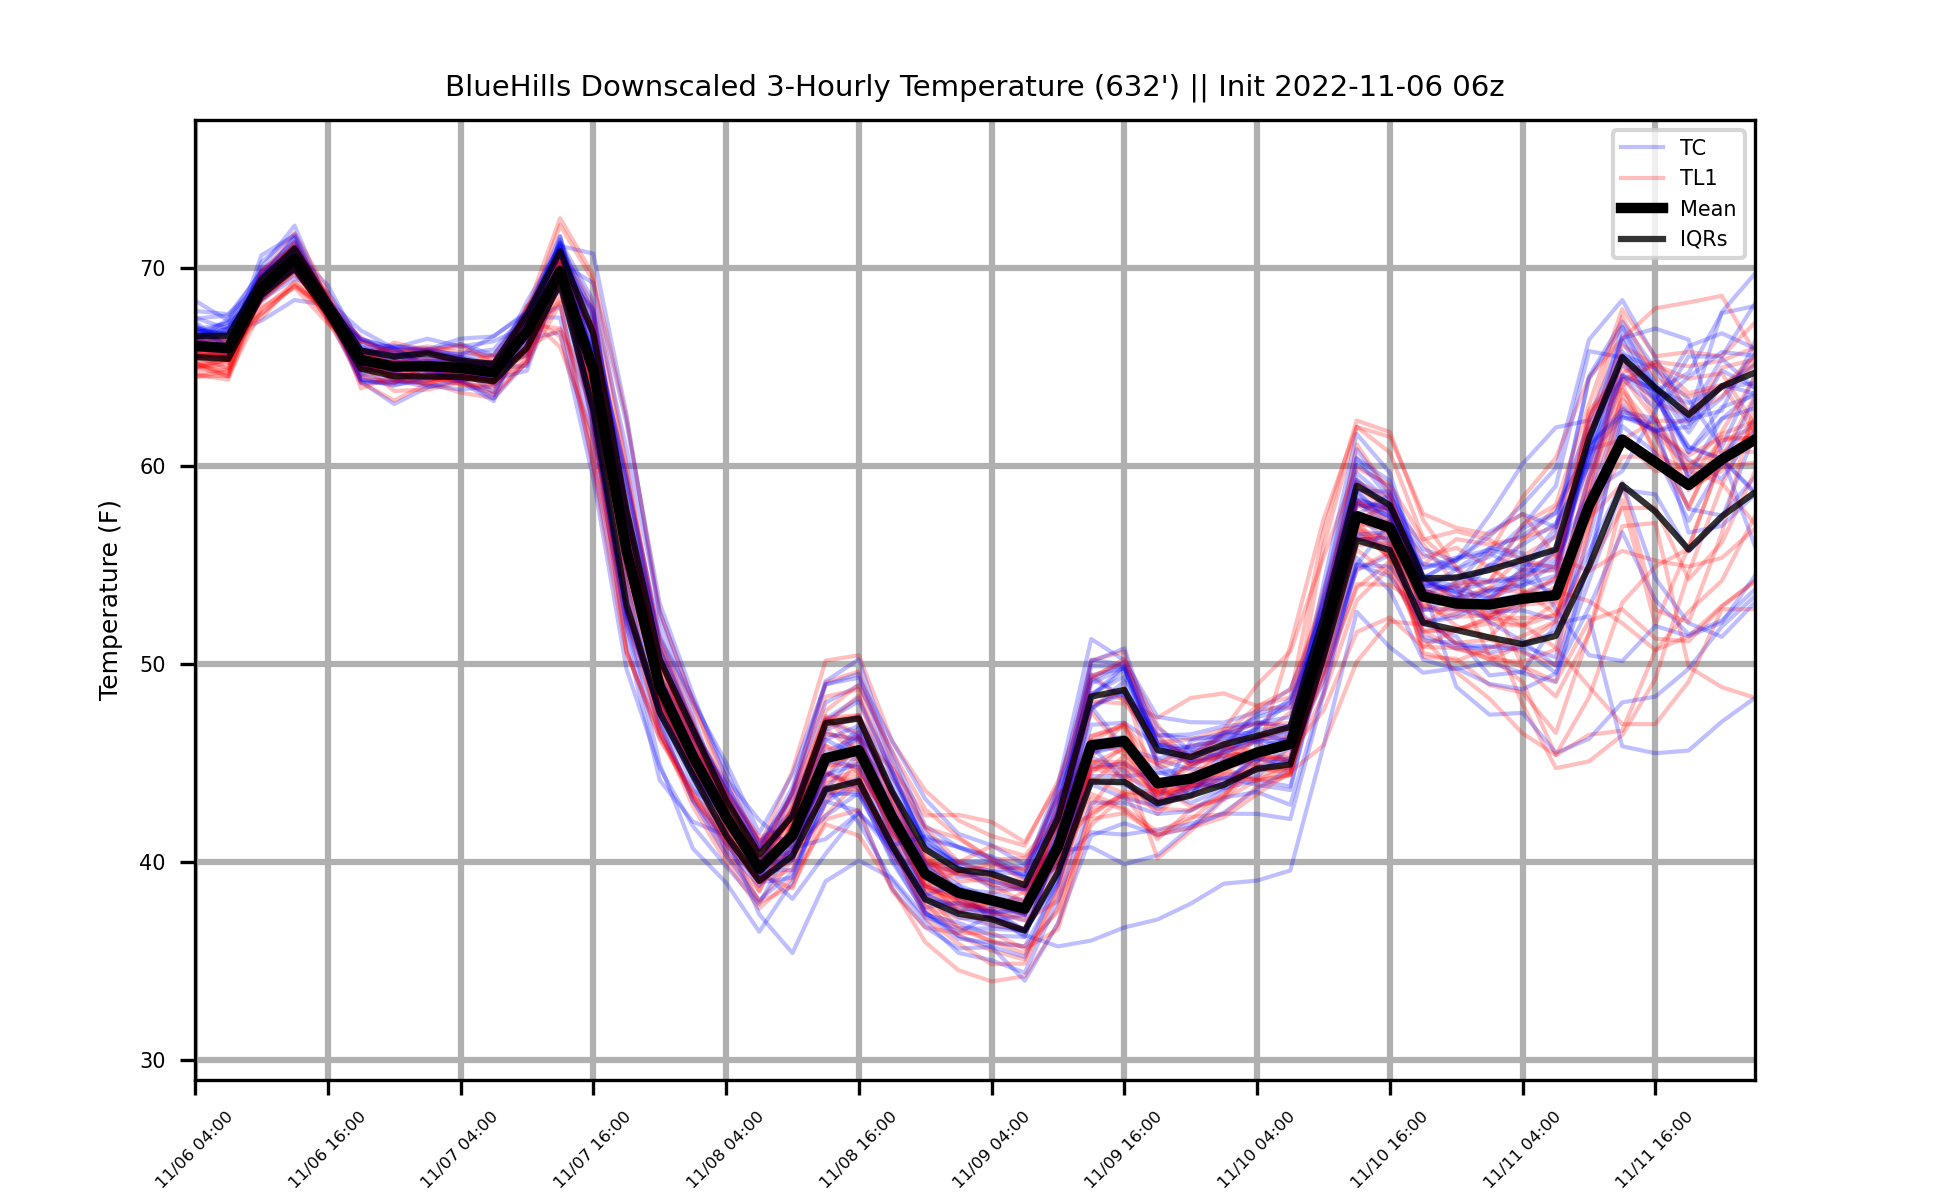 BlueHills Downscaled 3-Hourly Temperature (632') || Init 2022-11-06 06z
TC
TL1
Mean
IQRs
Temperature (F)
70
60
50
40
30
11/06 04:00
11/06 16:00
11/07 04:00
11/07 16:00
11/08 04:00
11/08 16:00
11/09 04:00
11/09 16:00
11/10 04:00
11/10 16:00
11/11 04:00
11/11 16:00